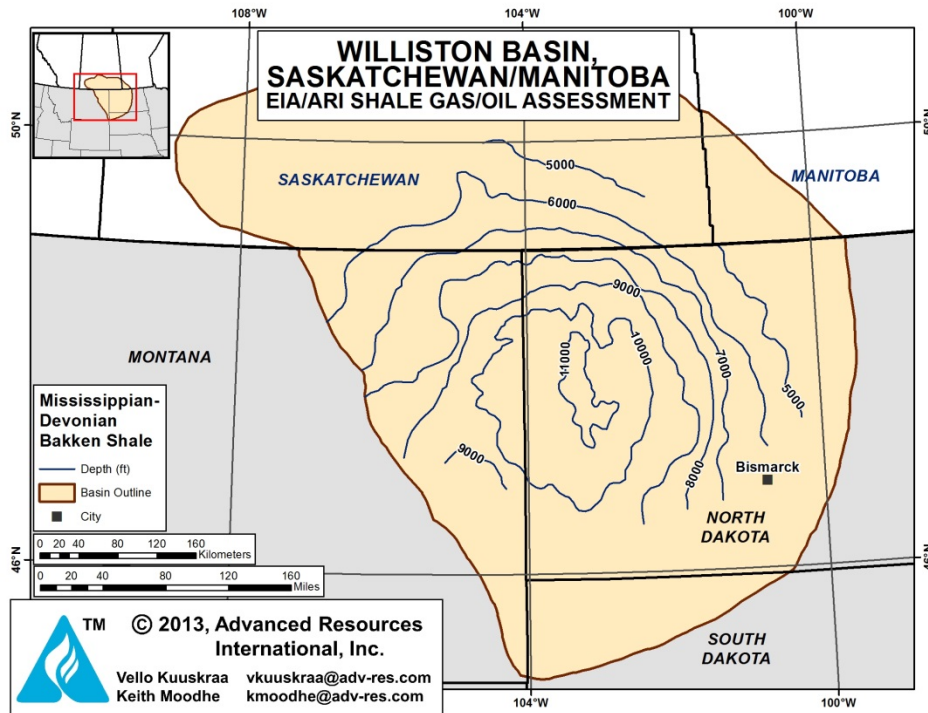 108°W
104°W
100°W
WILLISTON BASIN,
SASKATCHEWAN/MANITOBA
EIA/ARI SHALE GAS/OIL ASSESSMENT
50°N
50°N
SASKATCHEWAN
MANITOBA
5000
6000
9000
10000
11000
7000
5000
8000
9000
MONTANA
Bismarck
NORTH
DAKOTA
SOUTH
DAKOTA
Mississippian-
Devonian
Bakken Shale
Depth (ft)
Basin Outline
City
0 20 40 80 120 160
Kilometers
0 20 40 80 120 160
Miles
46°N
46°N
TM
© 2013, Advanced Resources
International, Inc.
Vello Kuuskraa vkuuskraa@adv-res.com
Keith Moodhe kmoodhe@adv-res.com
104°W
100°W